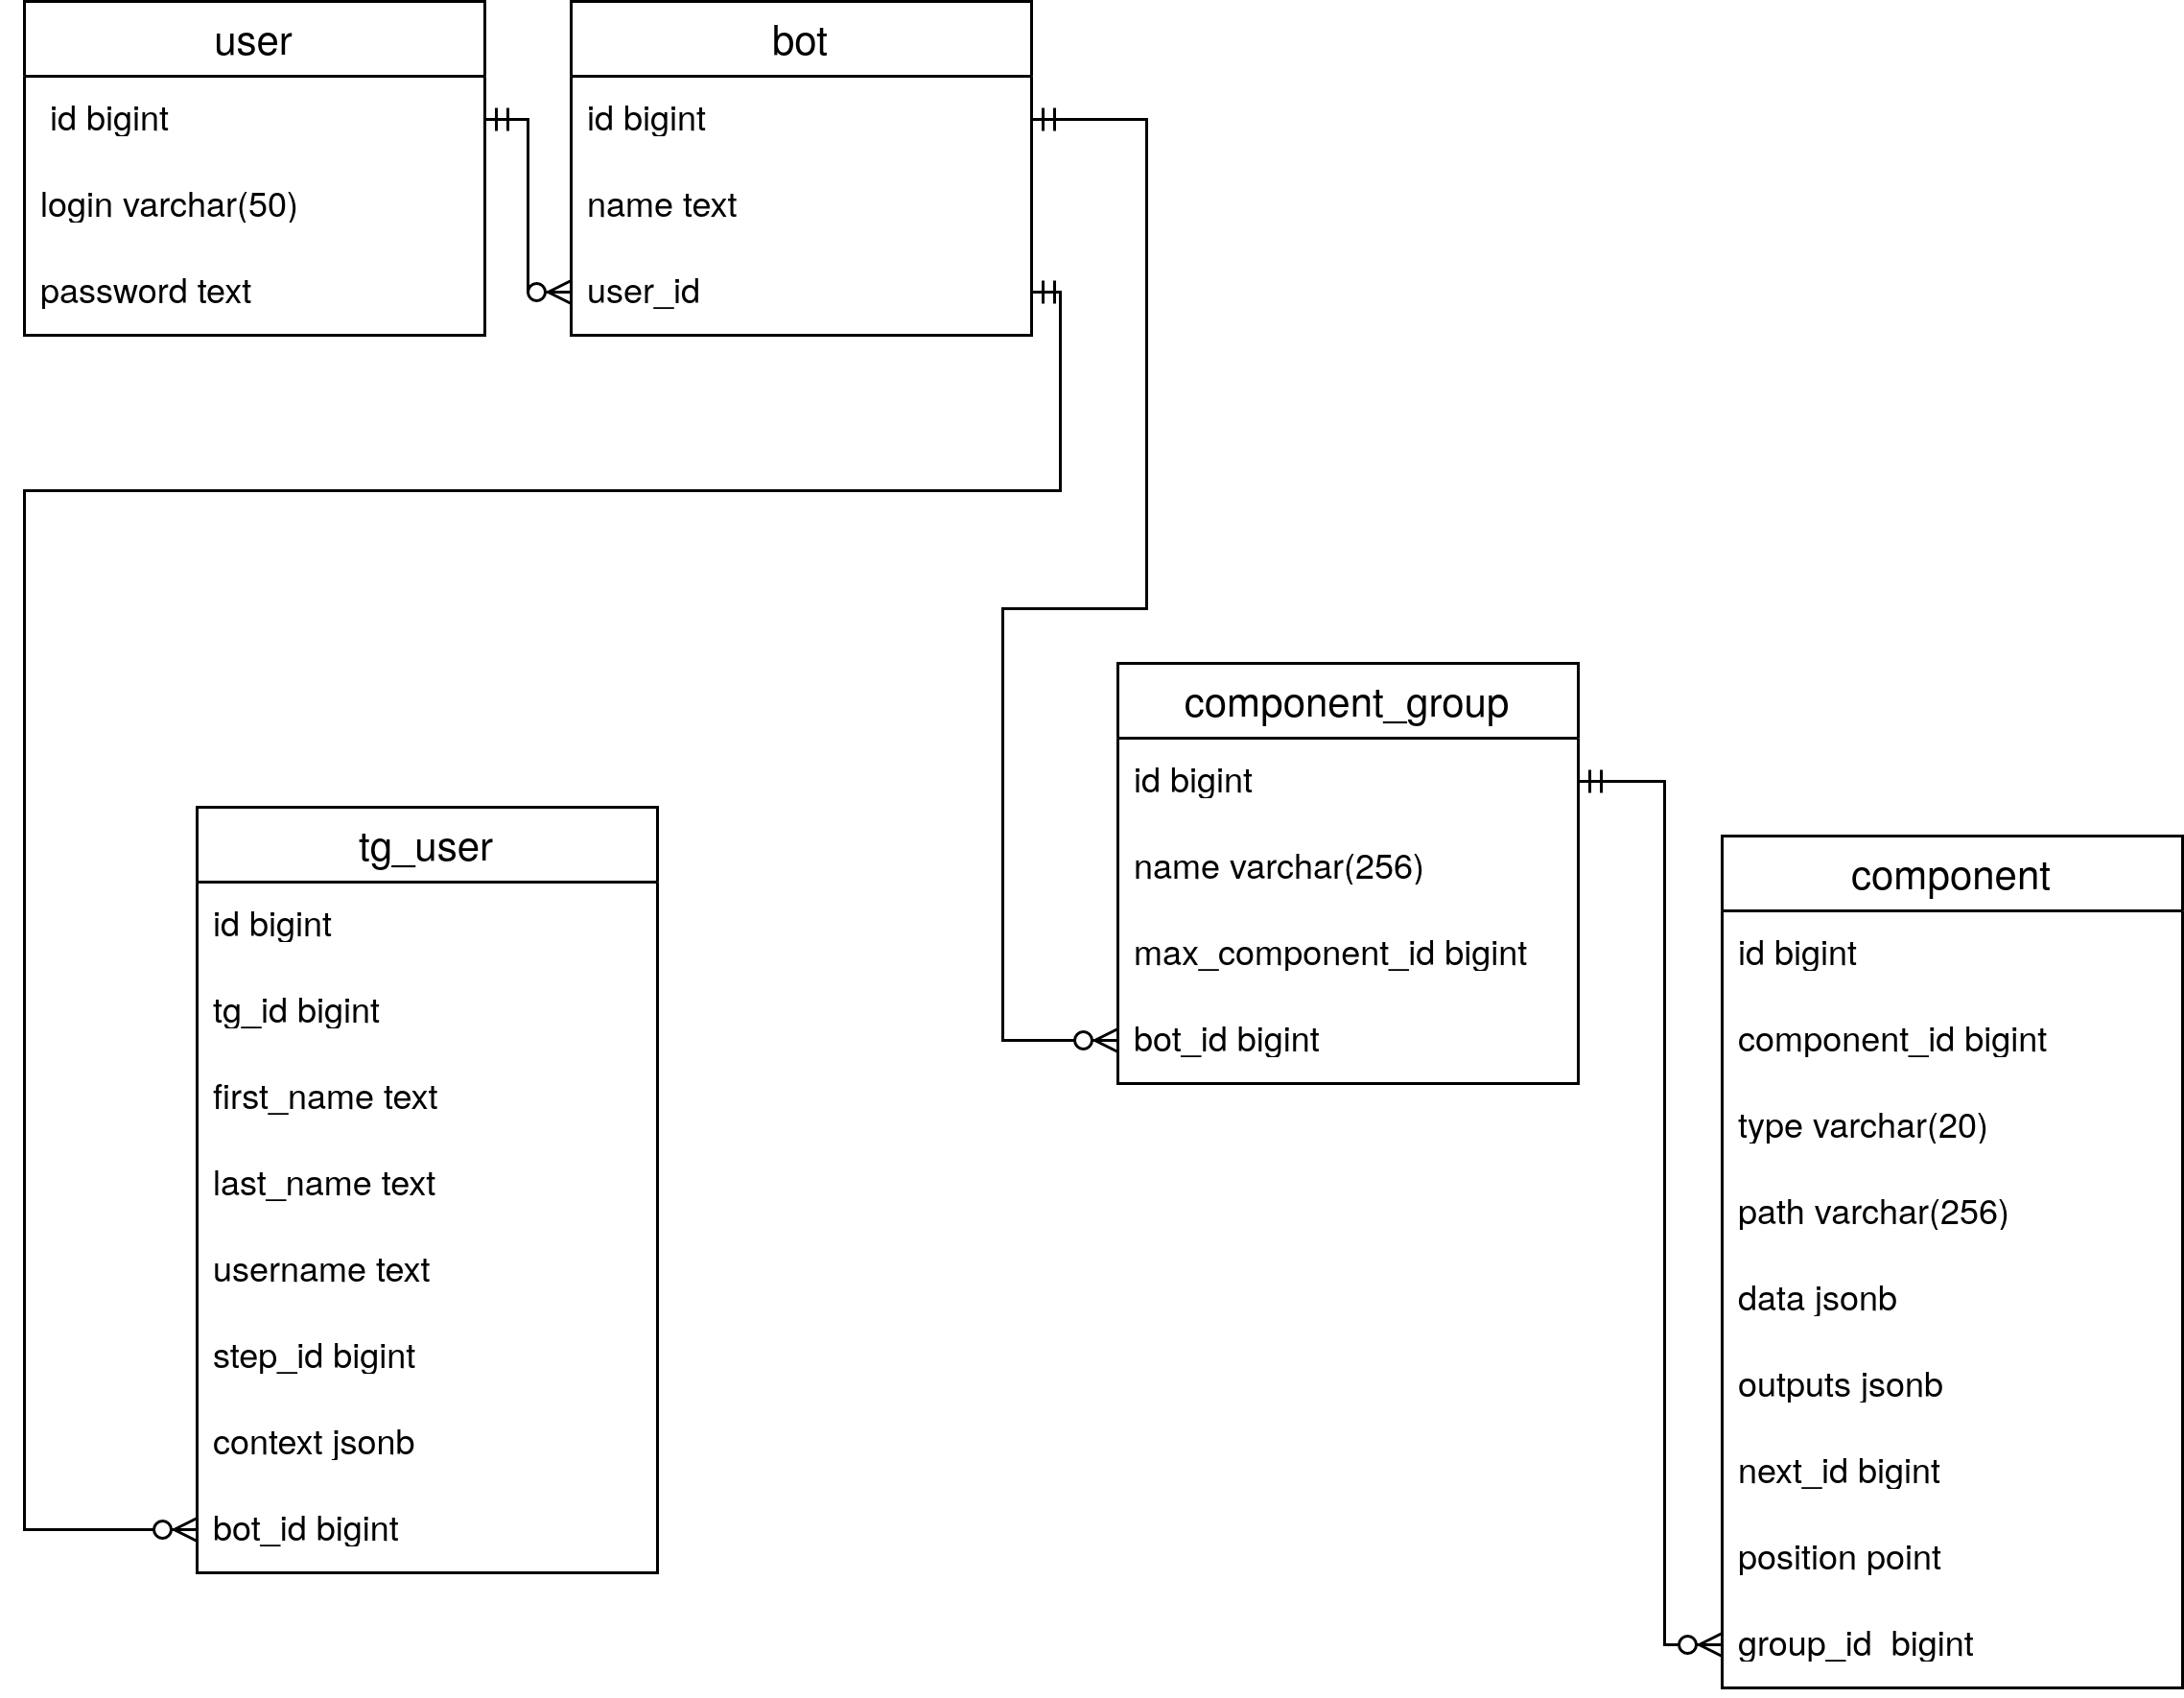 user
id bigint
login varchar(50)
password text
bot
id bigint
name text
user_id
component_group
id bigint
name varchar(256)
max_component_id bigint
bot_id bigint
tg_user
id bigint
tg_id bigint
first_name text
last_name text
username text
step_id bigint
context jsonb
bot_id bigint
component
id bigint
component_id bigint
type varchar(20)
path varchar(256)
data jsonb
outputs jsonb
next_id bigint
position point
group_id  bigint